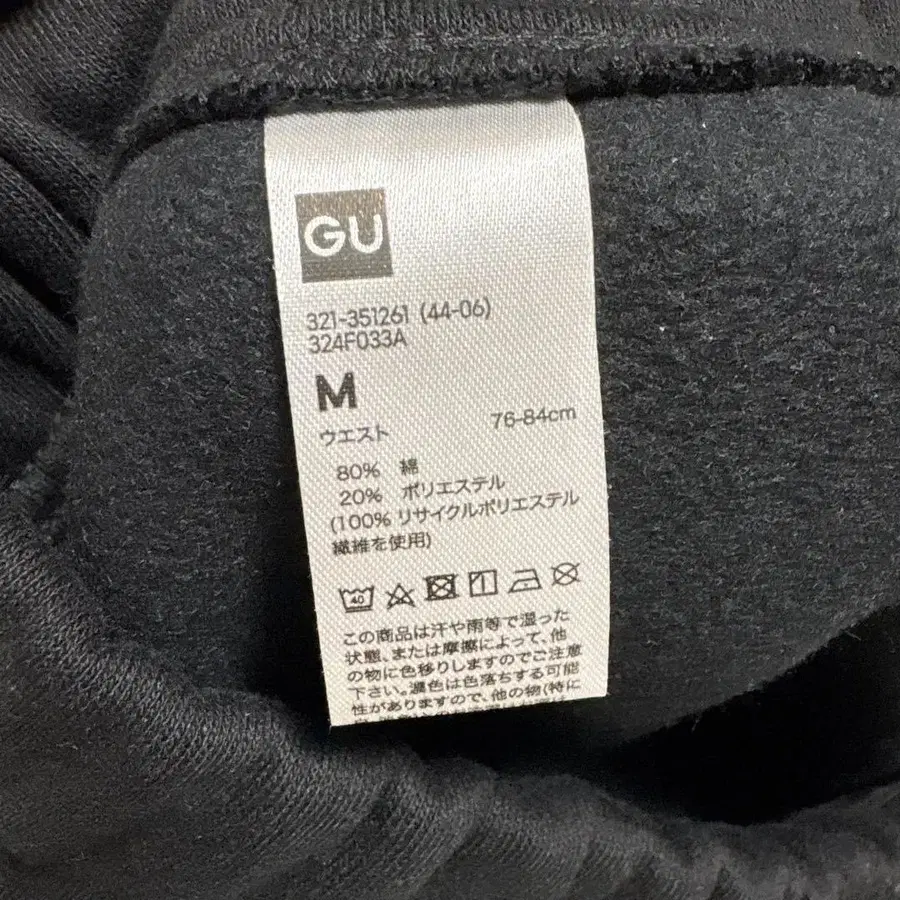 GU
321-351261 (44-06)
324F033A
M
ウエスト 76-84cm
80% 綿
20% ポリエステル
(100% リサイクルポリエステル
繊維を使用)
40
この商品は汗や雨等で湿った
状態、または摩擦によって、他
の物に色移りしますのでご注意
下さい。濃色は色落ちする可能
性がありますので、他の物(特に